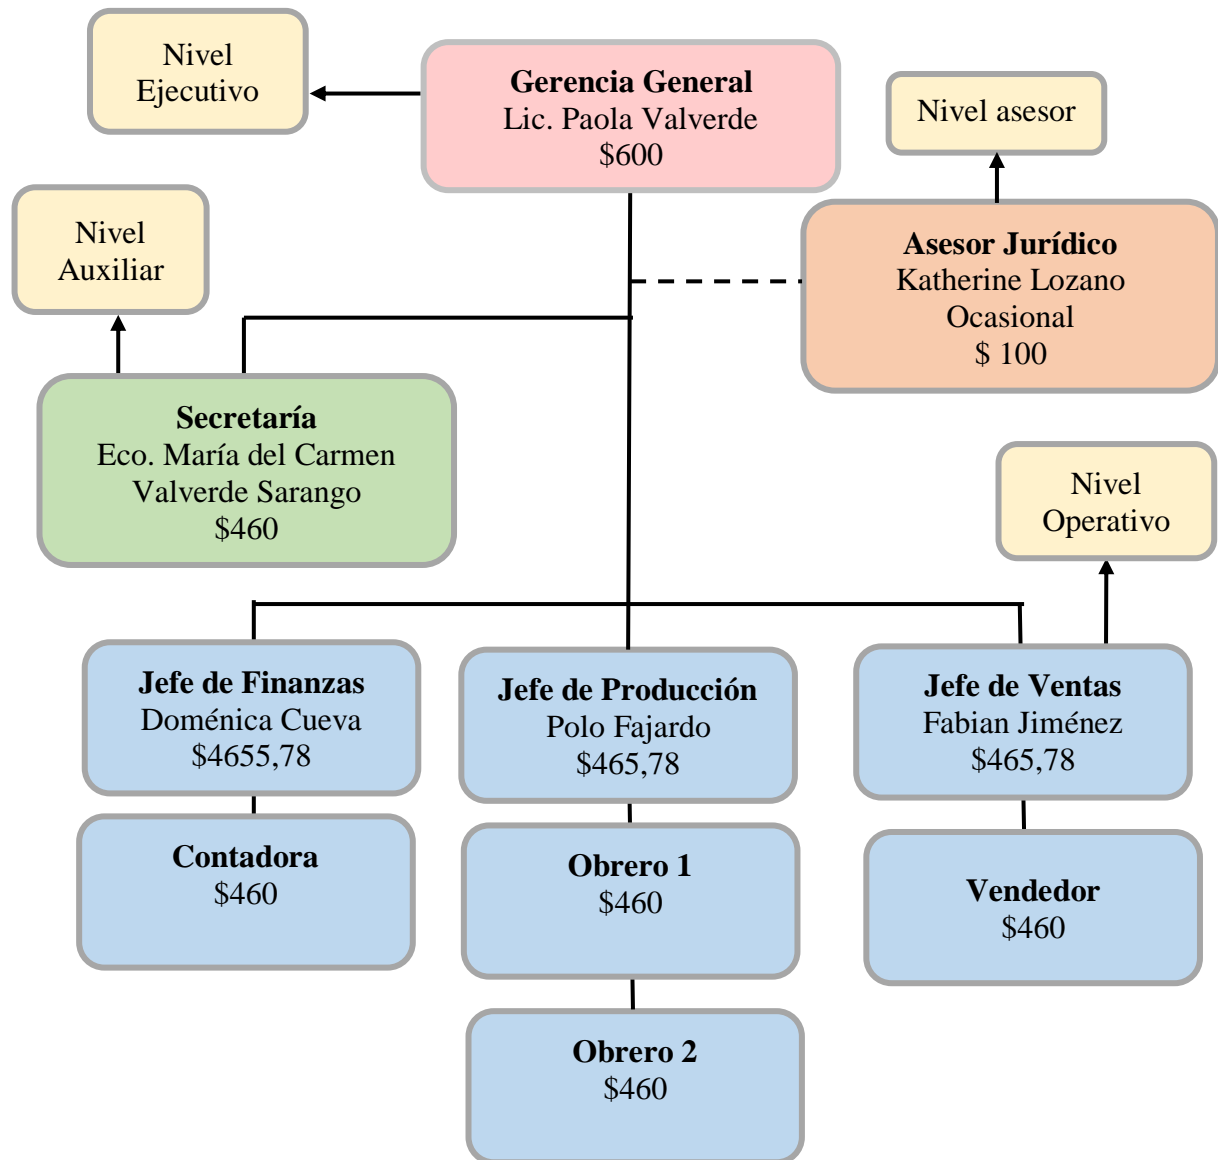 Nivel
Ejecutivo
Gerencia General
Lic. Paola Valverde
$600
Nivel asesor
Nivel
Auxiliar
Asesor Jurídico
Katherine Lozano
Ocasional
$ 100
Secretaría
Eco. María del Carmen
Valverde Sarango
$460
Nivel
Operativo
Jefe de Finanzas
Doménica Cueva
$4655,78
Jefe de Producción
Polo Fajardo
$465,78
Jefe de Ventas
Fabian Jiménez
$465,78
Contadora
$460
Obrero 1
$460
Vendedor
$460
Obrero 2
$460